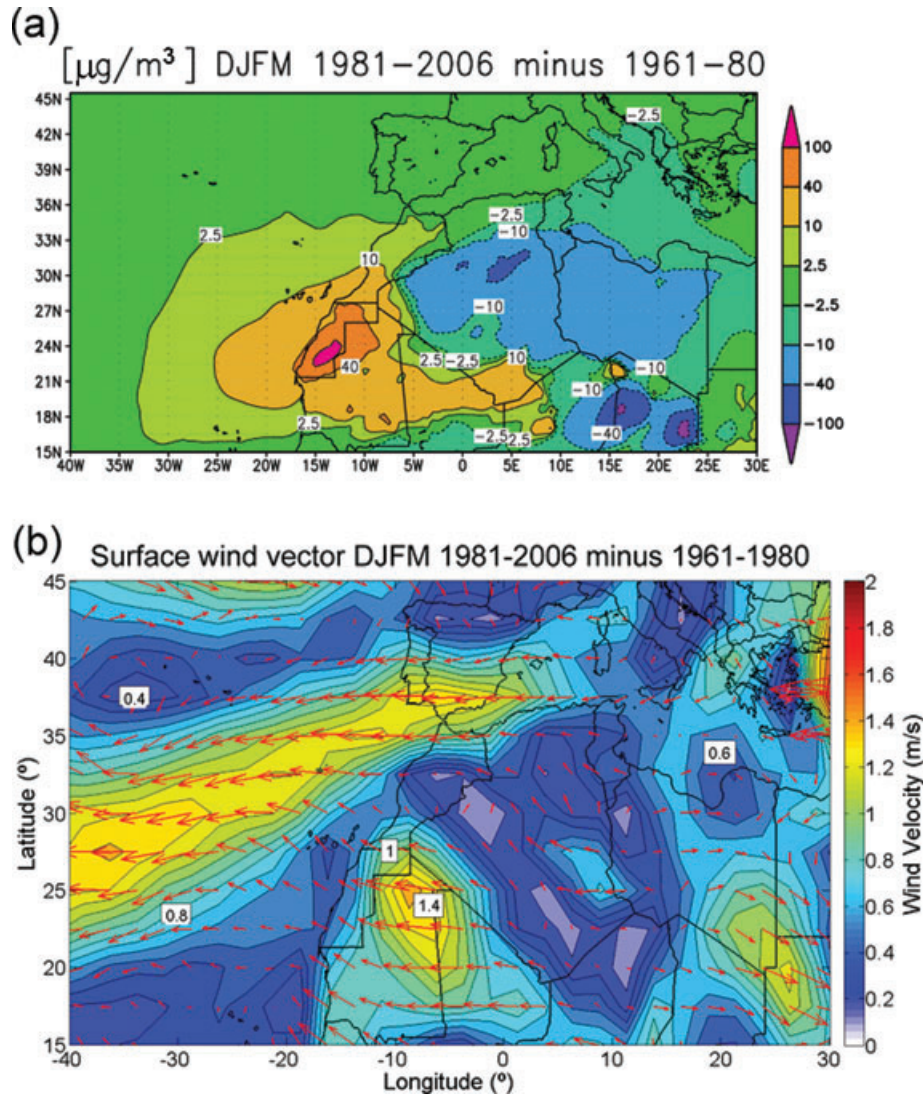 (a)
[μg/m³] DJFM 1981−2006 minus 1961−80
45N
42N
39N
36N
33N
30N
27N
24N
21N
18N
15N
40W 35W 30W 25W 20W 15W 10W 5W 0 5E 10E 15E 20E 25E 30E
−2.5
2.5
−2.5
−10
10
−10
2.5
−2.5
10
−10
40
−10
2.5
−2.5
2.5
−40
100
40
10
2.5
−2.5
−10
−40
−100
(b)
Surface wind vector DJFM 1981-2006 minus 1961-1980
Latitude (º)
45
40
35
30
25
20
15
-40 -30 -20 -10 0 10 20 30
Longitude (º)
0.4
0.6
1
1.4
0.8
2
1.8
1.6
1.4
1.2
1
0.8
0.6
0.4
0.2
0
Wind Velocity (m/s)